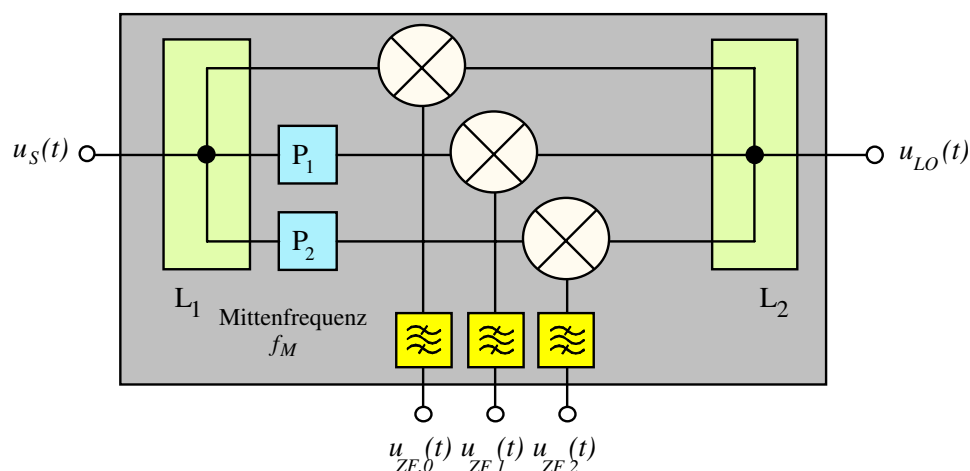 u_S(t)
P_1
u_LO(t)
P_2
L_1
L_2
Mittenfrequenz
f_M
u_ZF,0(t) u_ZF,1(t) u_ZF,2(t)